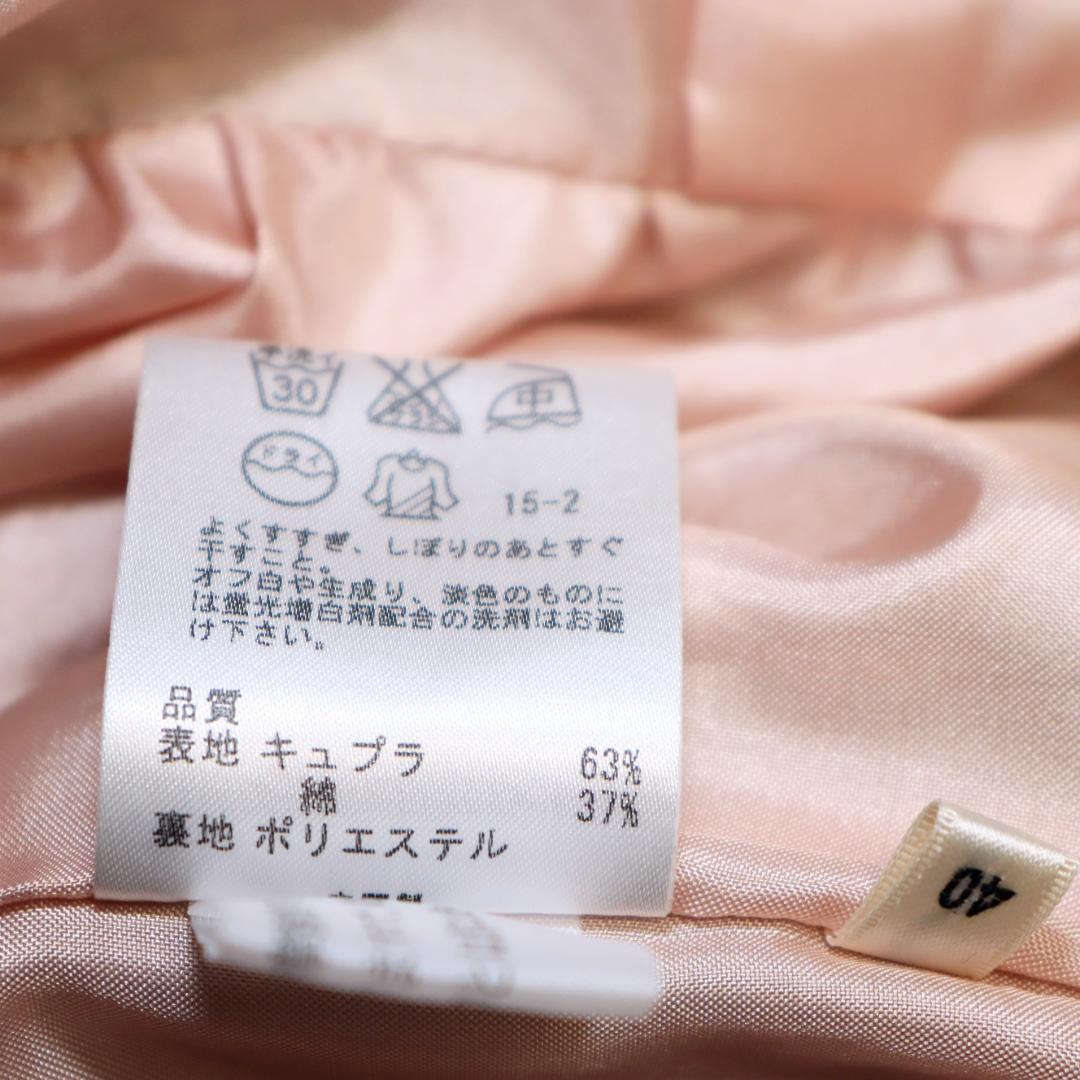 手洗イ
30
中
ドライ
15-2
よくすすぎ、しぼりのあとすぐ
干すこと。
オフ白や生成り、淡色のものに
は蛍光増白剤配合の洗剤はお避
け下さい。
品質
表地 キュプラ 63%
綿 37%
裏地 ポリエステル
40